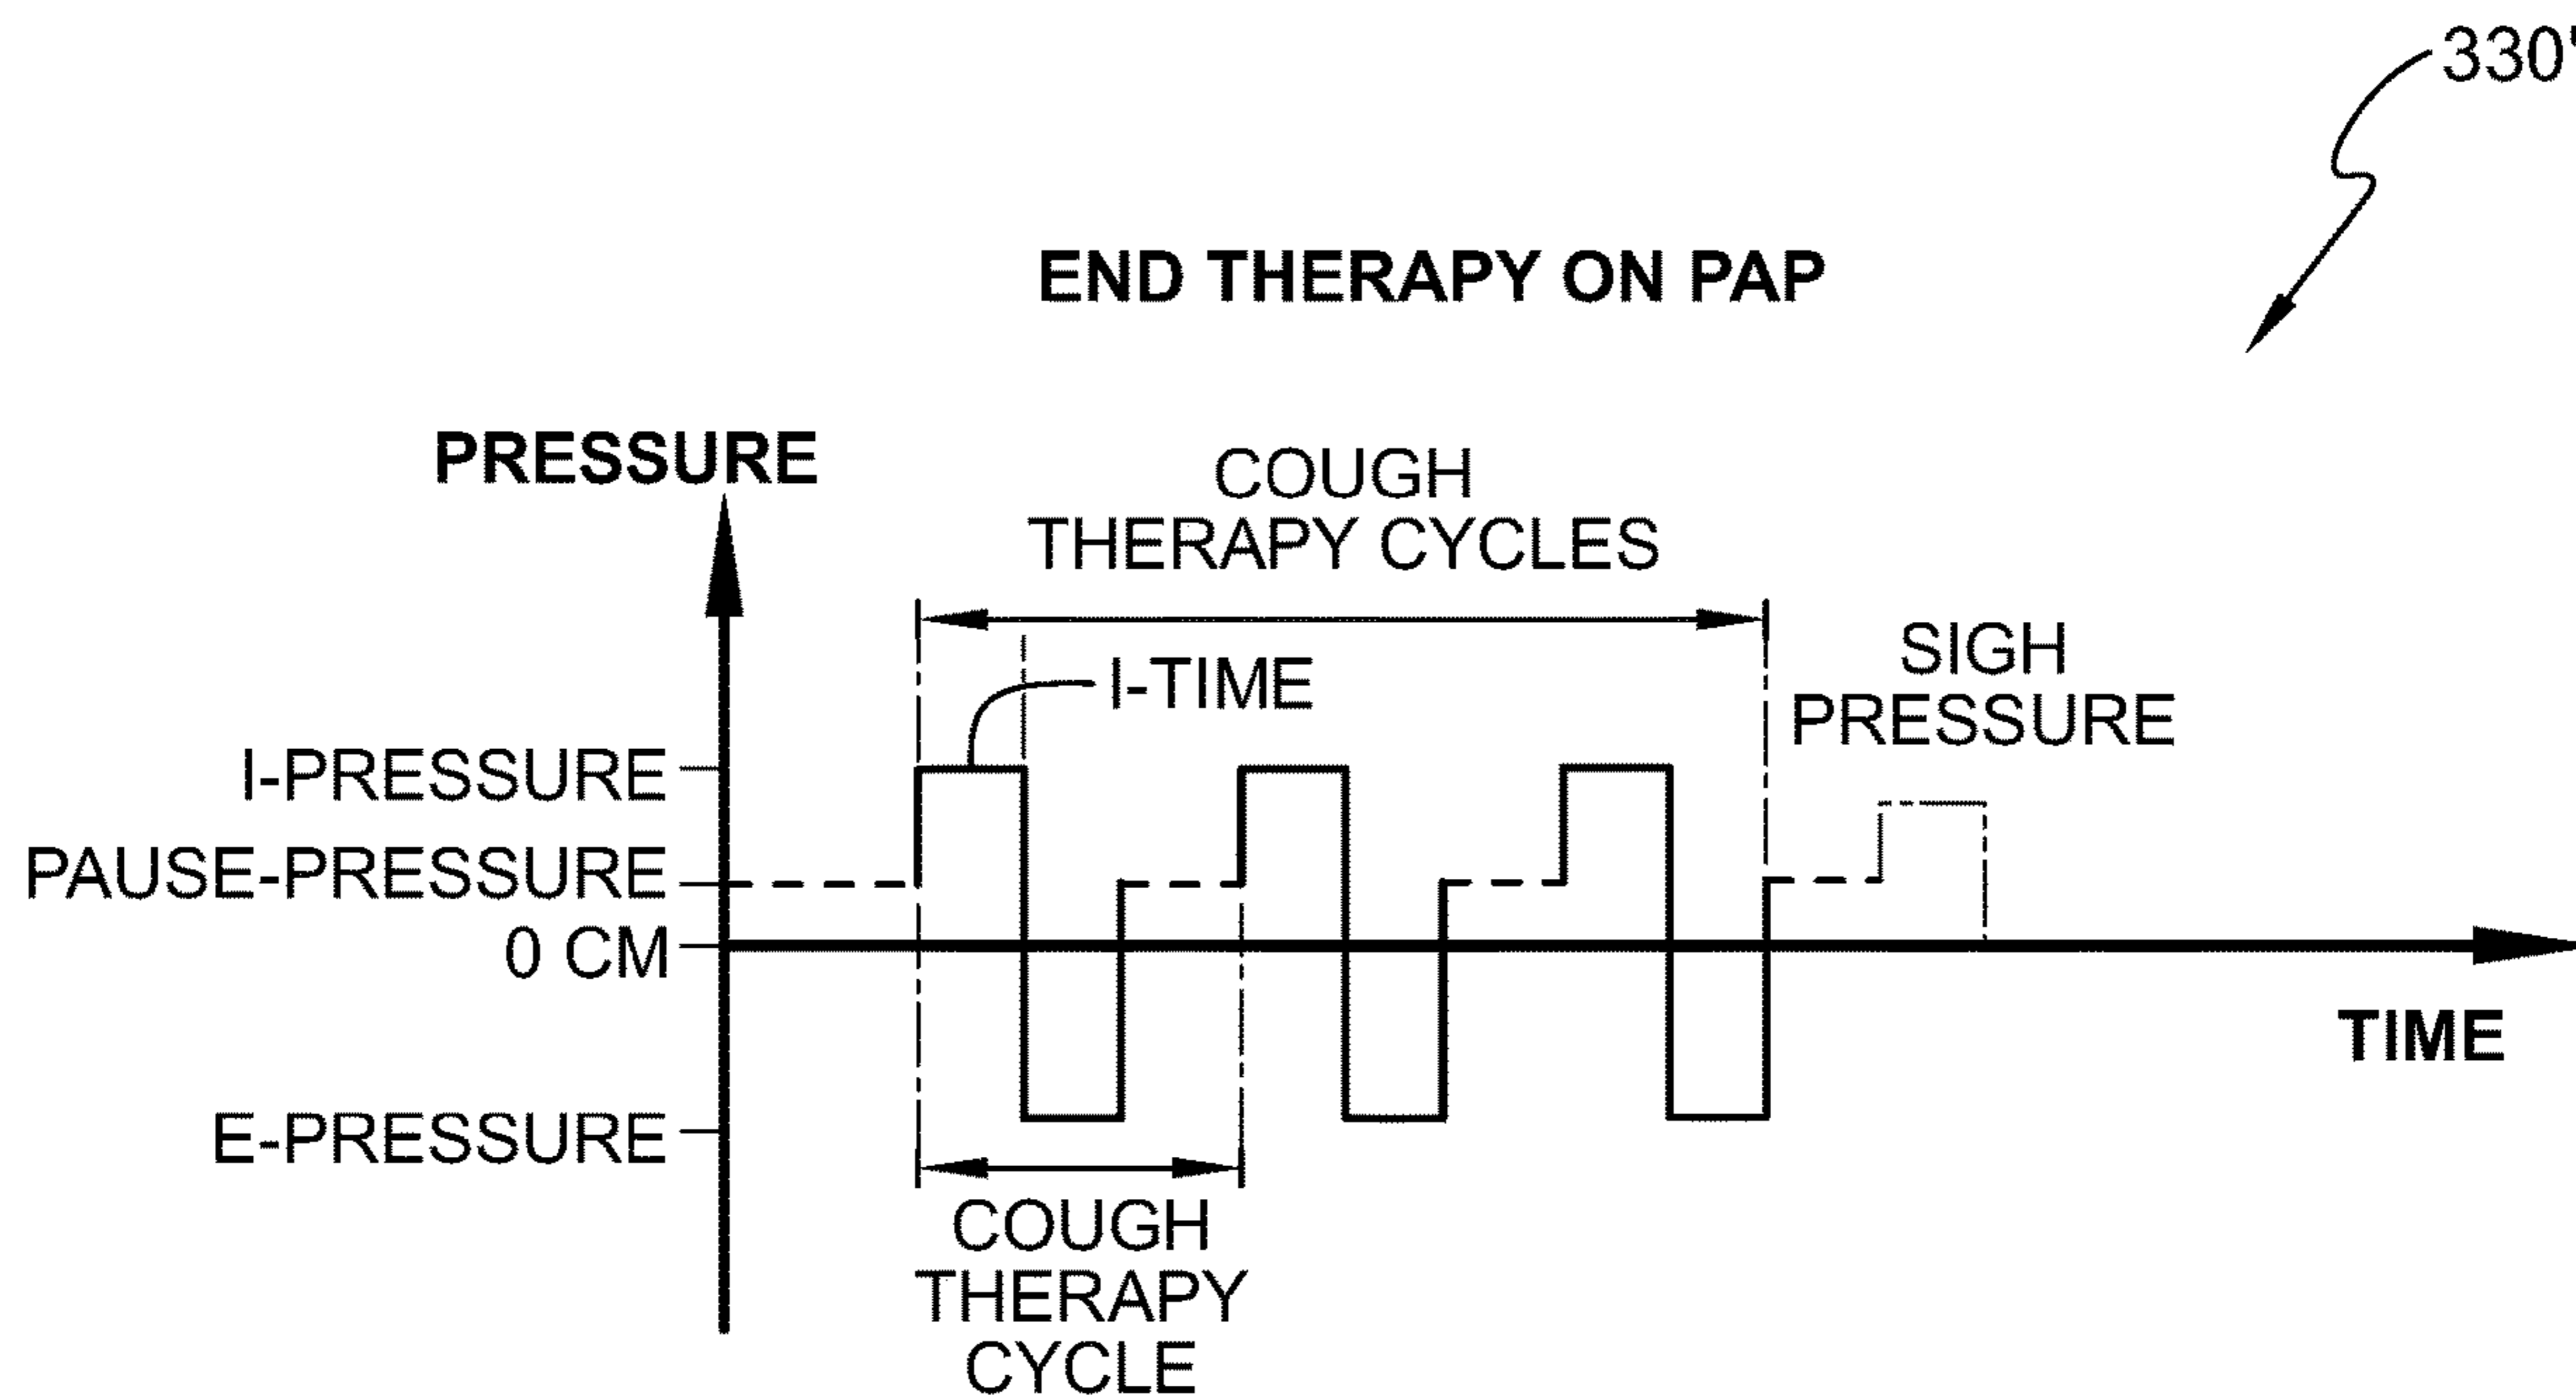 330'
END THERAPY ON PAP
PRESSURE
COUGH
THERAPY CYCLES
I-TIME
SIGH
PRESSURE
I-PRESSURE
PAUSE-PRESSURE
0 CM
E-PRESSURE
TIME
COUGH
THERAPY
CYCLE